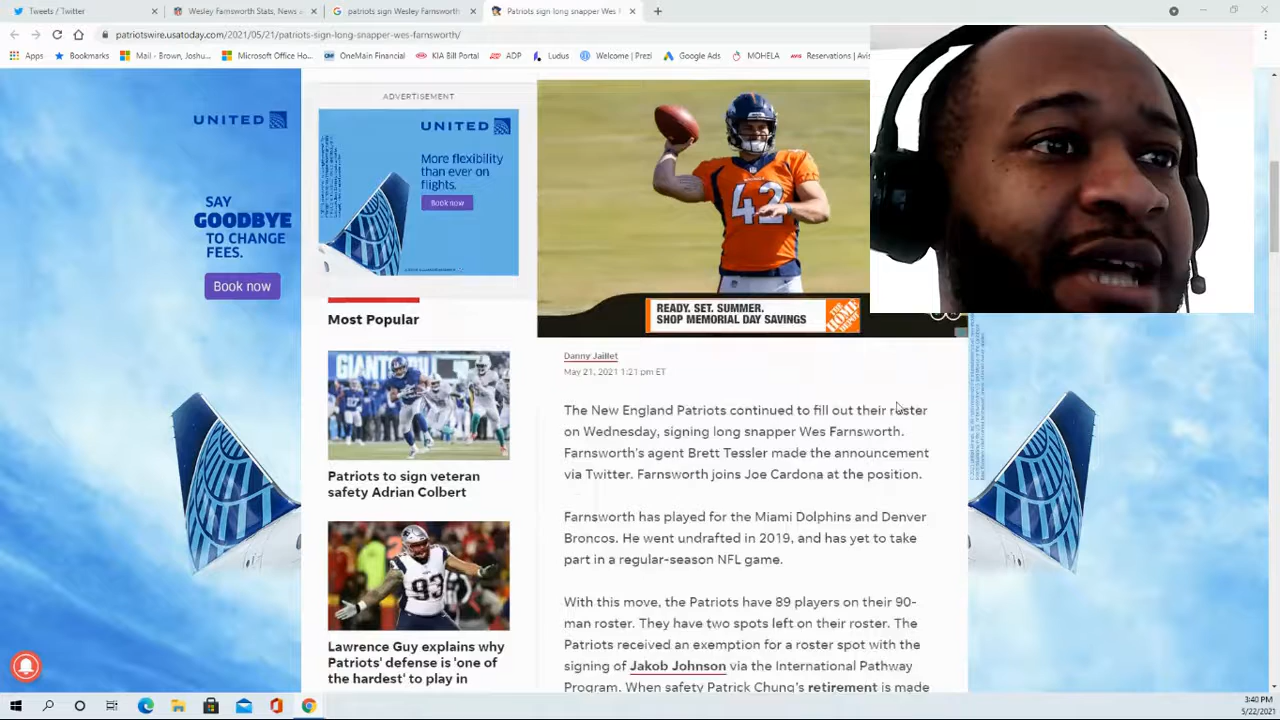 Tweets / Twitter
Wesley Farnsworth Stats, News a
patriots sign Wesley Farnsworth
Patriots sign long snapper Wes F
patriotswire.usatoday.com/2021/05/21/patriots-sign-long-snapper-wes-farnsworth/
Apps
Bookmarks
Mail - Brown, Joshu...
Microsoft Office Ho...
OneMain Financial
KIA Bill Portal
ADP
Ludus
Welcome | Prezi
Google Ads
MOHELA
Reservations | Avis
UNITED
SAY
GOODBYE
TO CHANGE
FEES.
Book now
ADVERTISEMENT
UNITED
More flexibility
than ever on
flights.
Book now
42
READY. SET. SUMMER.
SHOP MEMORIAL DAY SAVINGS
THE HOME DEPOT
Most Popular
GIANTS
Patriots to sign veteran
safety Adrian Colbert
93
Lawrence Guy explains why
Patriots' defense is 'one of
the hardest' to play in
Danny Jaillet
May 21, 2021 1:21 pm ET
The New England Patriots continued to fill out their roster
on Wednesday, signing long snapper Wes Farnsworth.
Farnsworth's agent Brett Tessler made the announcement
via Twitter. Farnsworth joins Joe Cardona at the position.
Farnsworth has played for the Miami Dolphins and Denver
Broncos. He went undrafted in 2019, and has yet to take
part in a regular-season NFL game.
With this move, the Patriots have 89 players on their 90-
man roster. They have two spots left on their roster. The
Patriots received an exemption for a roster spot with the
signing of Jakob Johnson via the International Pathway
Program. When safety Patrick Chung's retirement is made
3:40 PM
5/22/2021